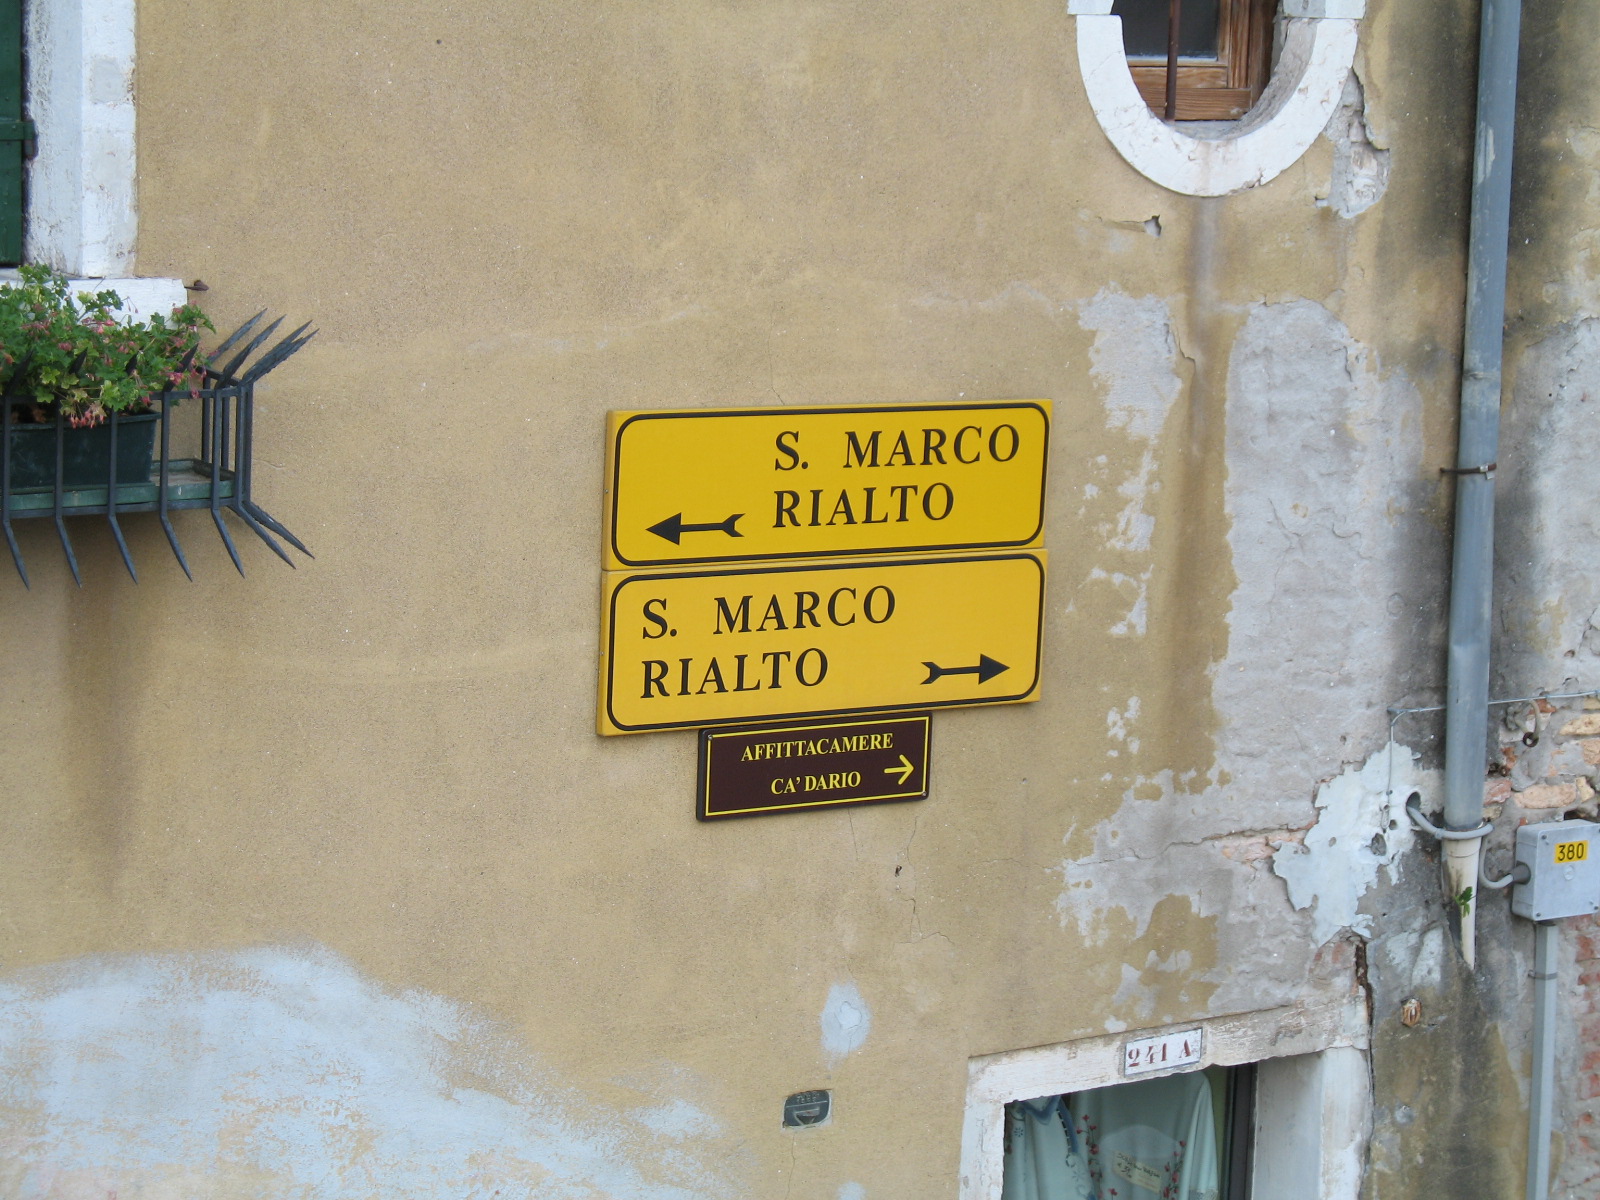 S. MARCO
RIALTO
S. MARCO
RIALTO
AFFITTACAMERE
CA' DARIO
380
241 A